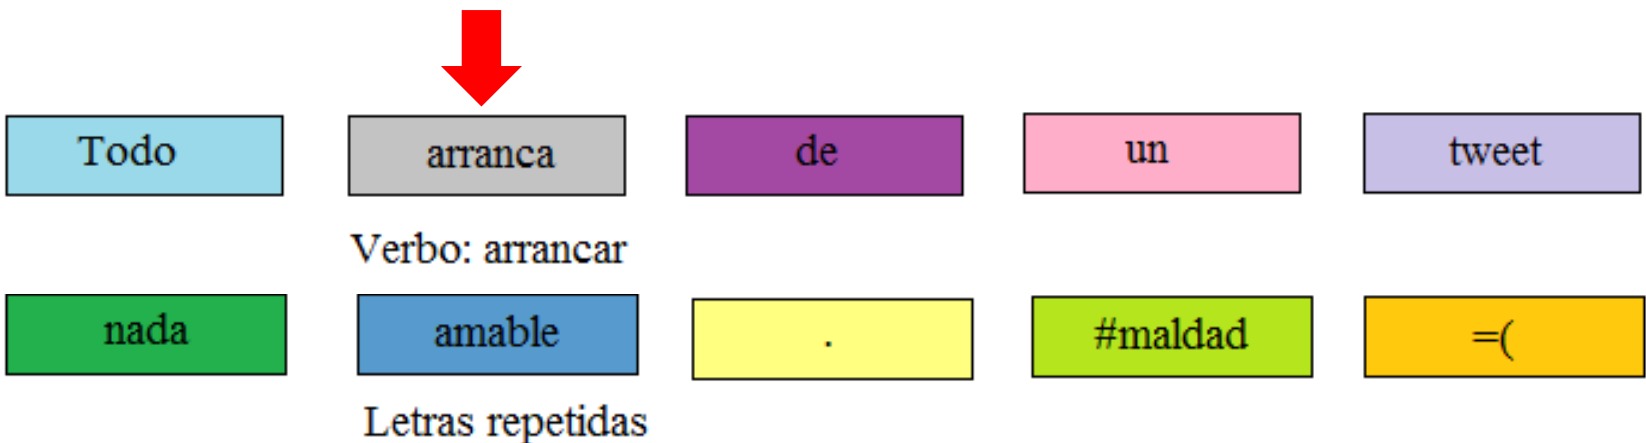 Todo arranca de un tweet
Verbo: arrancar
nada amable . #maldad =(
Letras repetidas